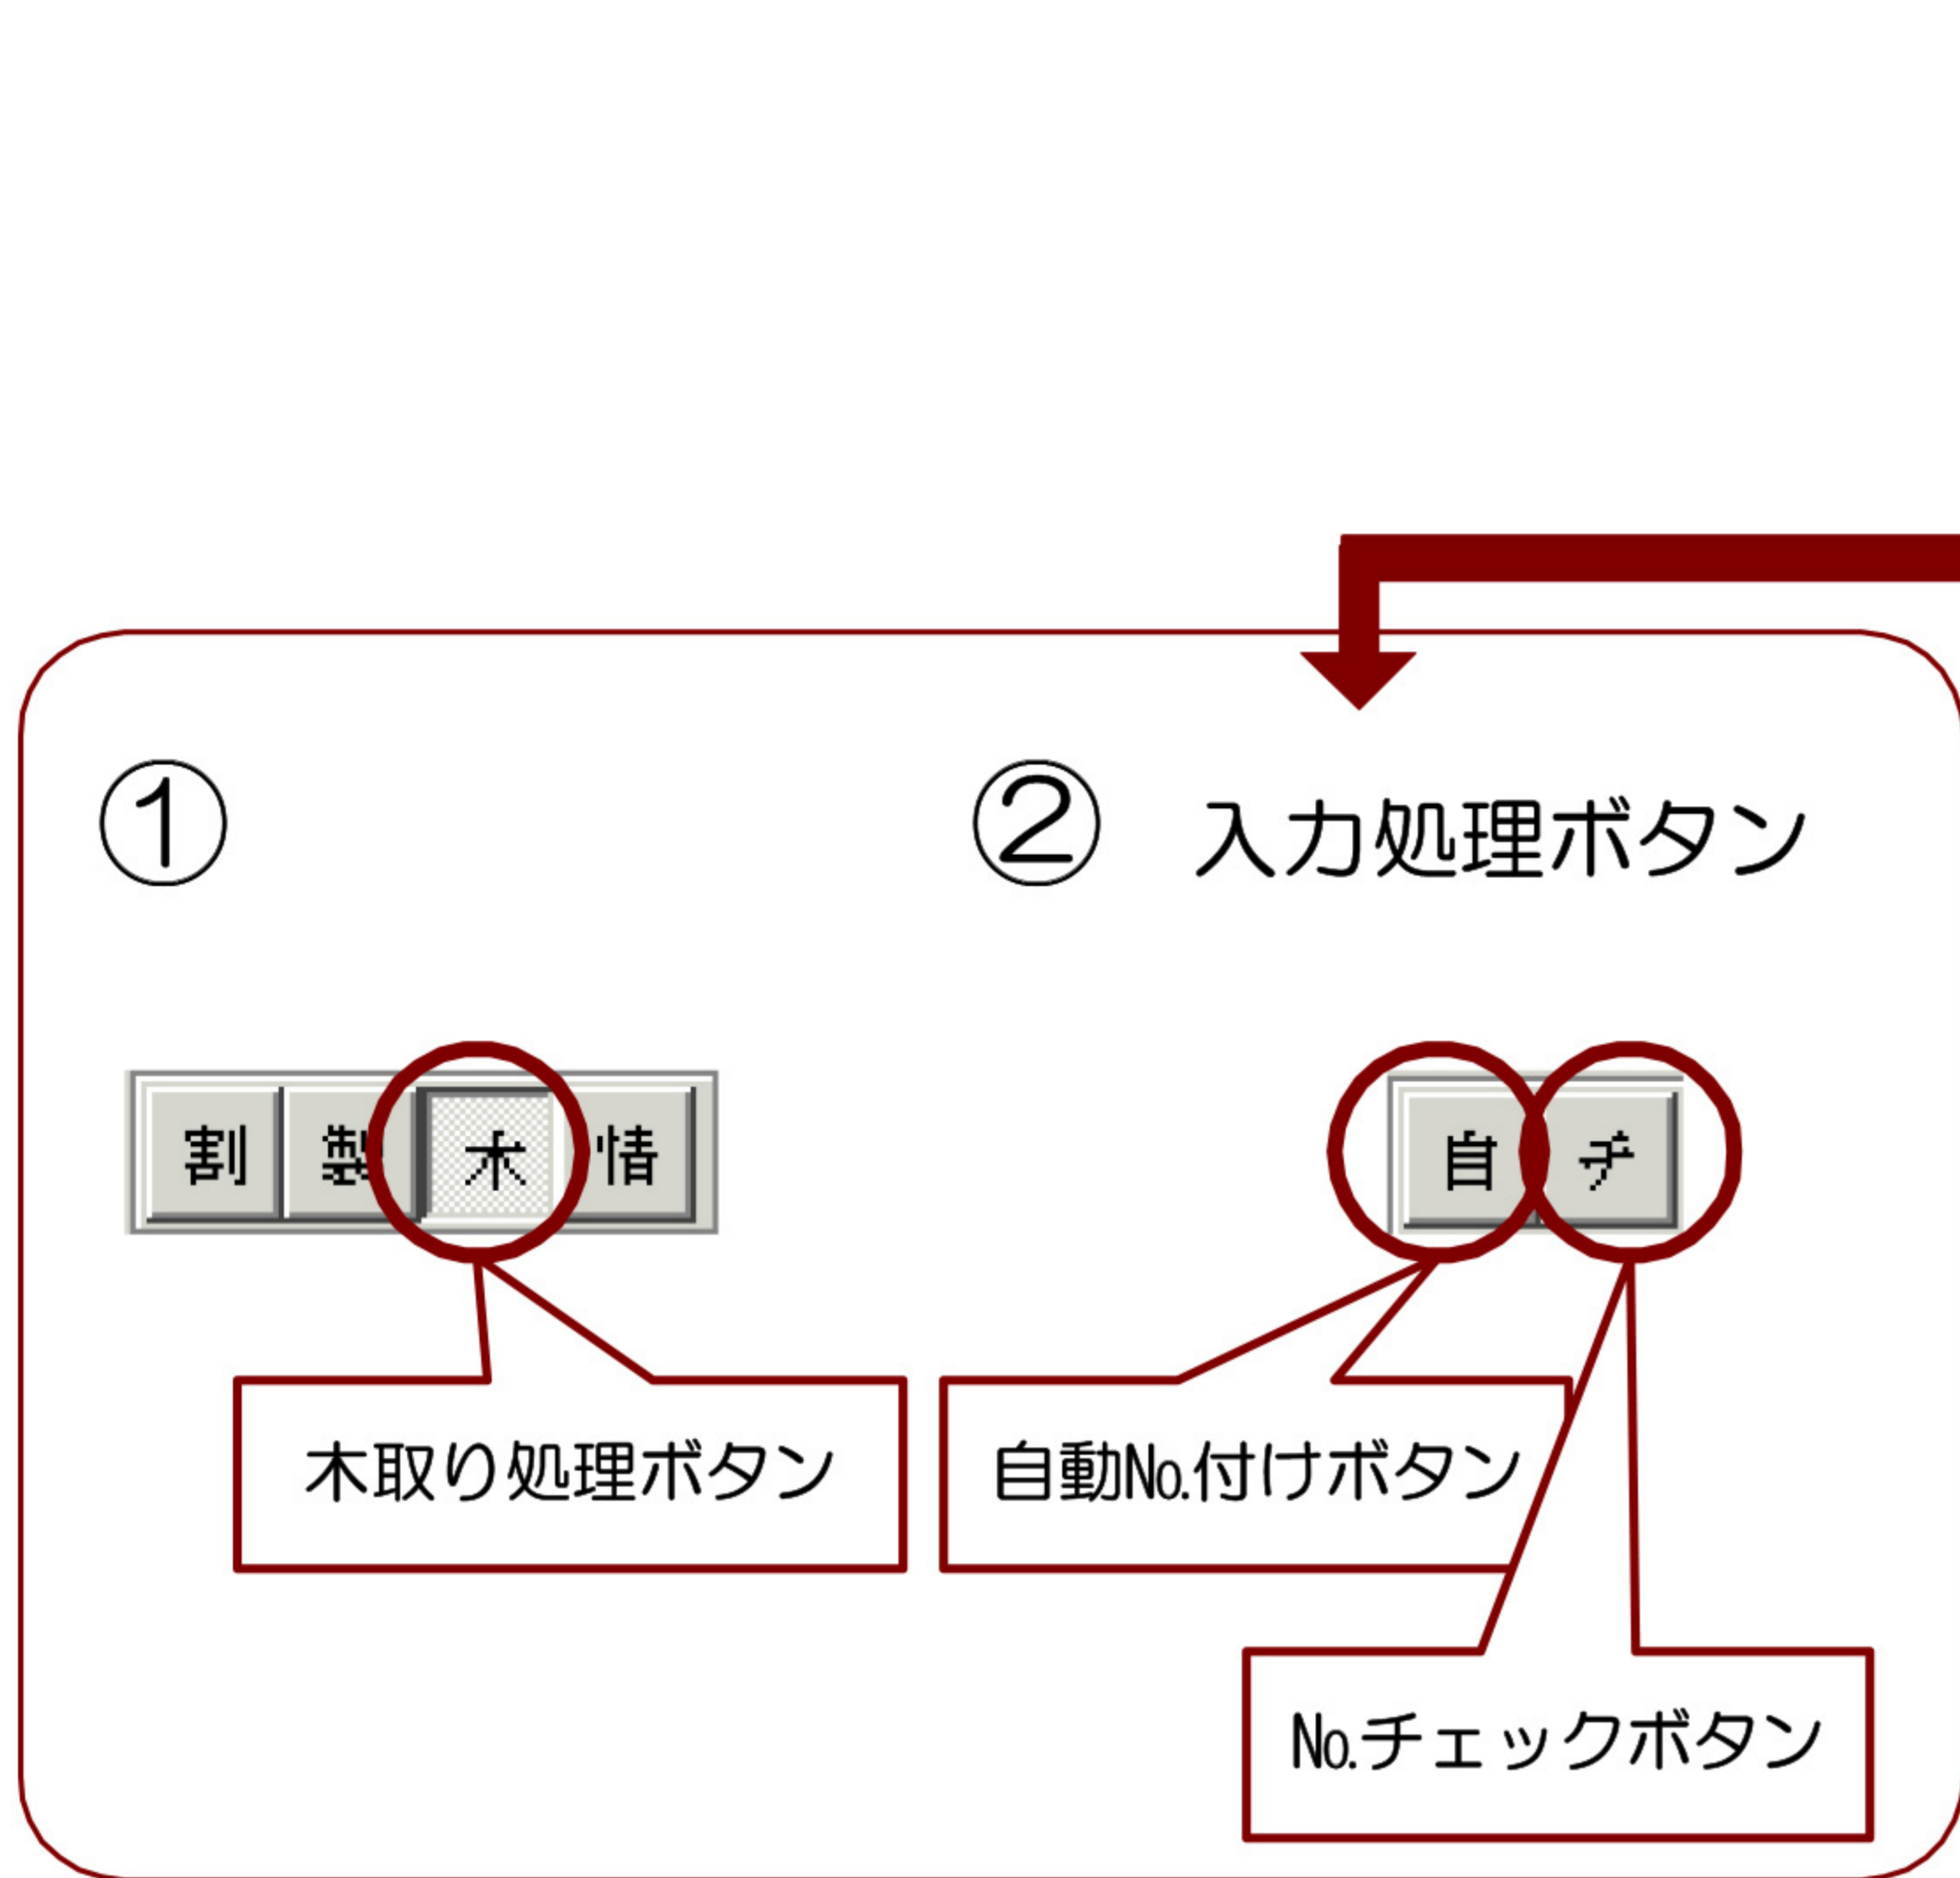 ①
② 入力処理ボタン
割 製 木 情
自 チ
木取り処理ボタン
自動№付けボタン
№チェックボタン